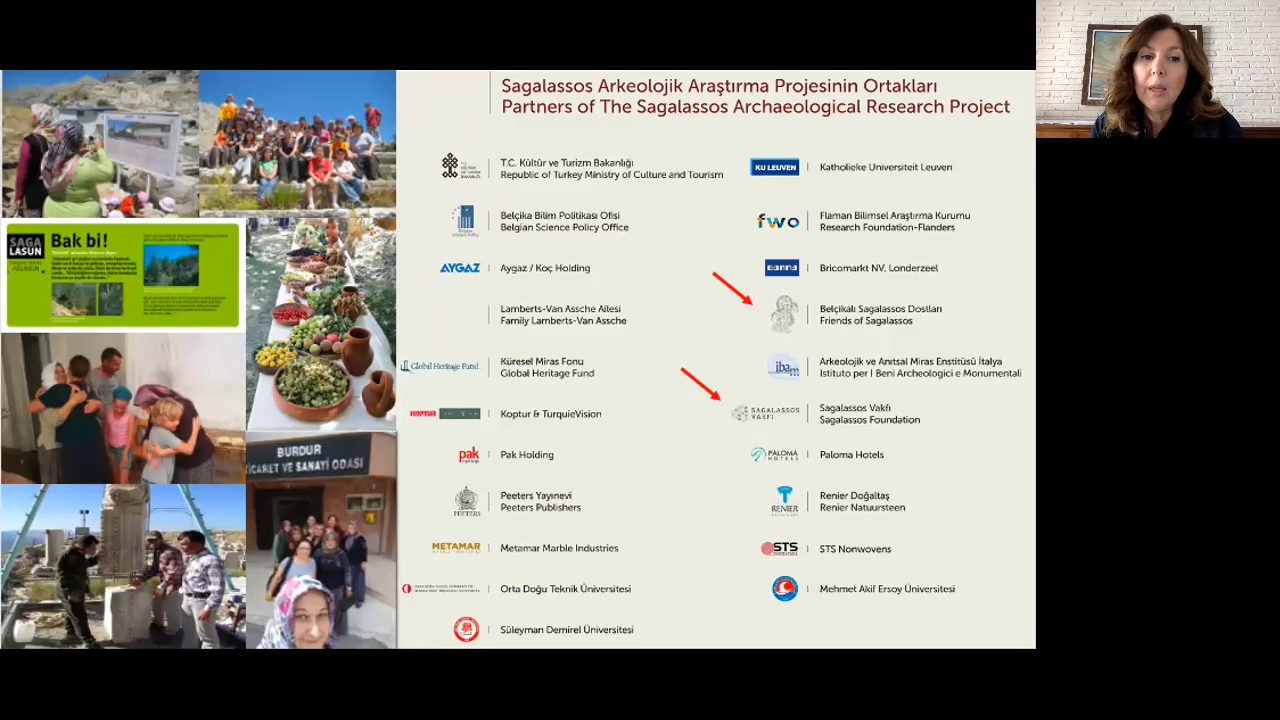 Sagalassos Arkeolojik Araştırma Projesinin Ortakları
Partners of The Sagalassos Archaeological Research Project
T.C. Kültür ve Turizm Bakanlığı
Republic of Turkey Ministry of Culture and Tourism
KU LEUVEN
Katholieke Universiteit Leuven
Belçika Bilim Politikası Ofisi
Belgian Science Policy Office
fwo
Flaman Bilimsel Araştırma Kurumu
Research Foundation-Flanders
AYGAZ
Aygaz / Koç Holding
Bricomarkt NV, Londerzeel
Lamberts-Van Assche Ailesi
Family Lamberts-Van Assche
Belçikalı Sagalassos Dostları
Friends of Sagalassos
Global Heritage Fund
Küresel Miras Fonu
Global Heritage Fund
ibam
Arkeolojik ve Anıtsal Miras Enstitüsü İtalya
Istituto per I Beni Archeologici e Monumentali
Koptur & TurquieVision
SAGALASSOS
VAKFI
Sagalassos Vakfı
Sagalassos Foundation
pak
Pak Holding
PALOMA
HOTELS
Paloma Hotels
PEETERS
Peeters Yayınevi
Peeters Publishers
RENIER
Renier Doğaltaş
Renier Natuursteen
METAMAR
Metamar Marble Industries
STS
STS Nonwovens
Orta Doğu Teknik Üniversitesi
Mehmet Akif Ersoy Üniversitesi
Süleyman Demirel Üniversitesi
SAGA
LASUN
Bak bi!
BURDUR
TİCARET VE SANAYİ ODASI